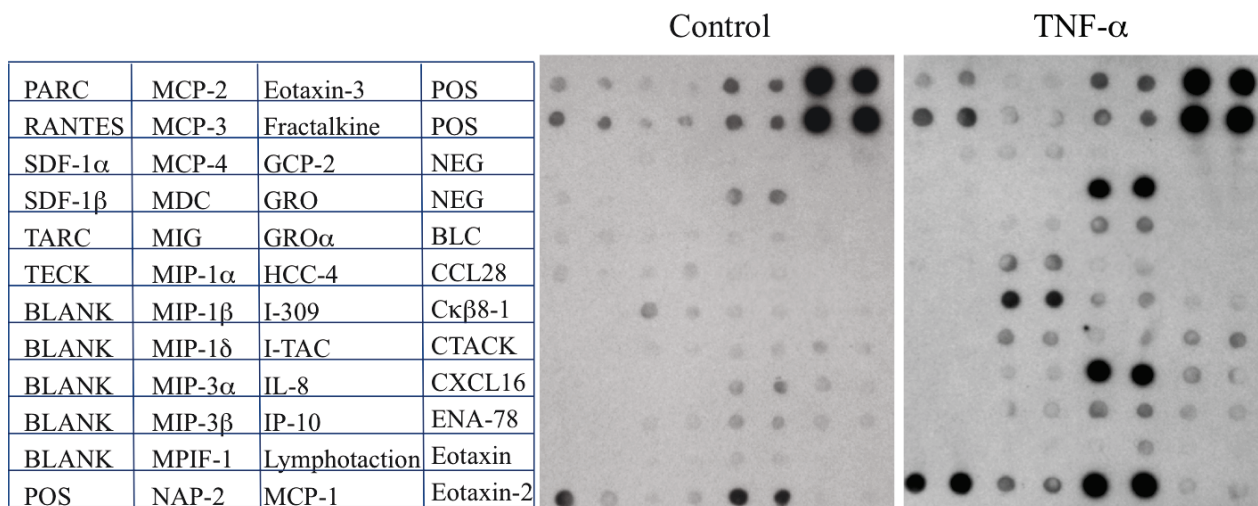 Control TNF-α
PARC MCP-2 Eotaxin-3 POS
RANTES MCP-3 Fractalkine POS
SDF-1α MCP-4 GCP-2 NEG
SDF-1β MDC GRO NEG
TARC MIG GROα BLC
TECK MIP-1α HCC-4 CCL28
BLANK MIP-1β I-309 Cκβ8-1
BLANK MIP-1δ I-TAC CTACK
BLANK MIP-3α IL-8 CXCL16
BLANK MIP-3β IP-10 ENA-78
BLANK MPIF-1 Lymphotaction Eotaxin
POS NAP-2 MCP-1 Eotaxin-2